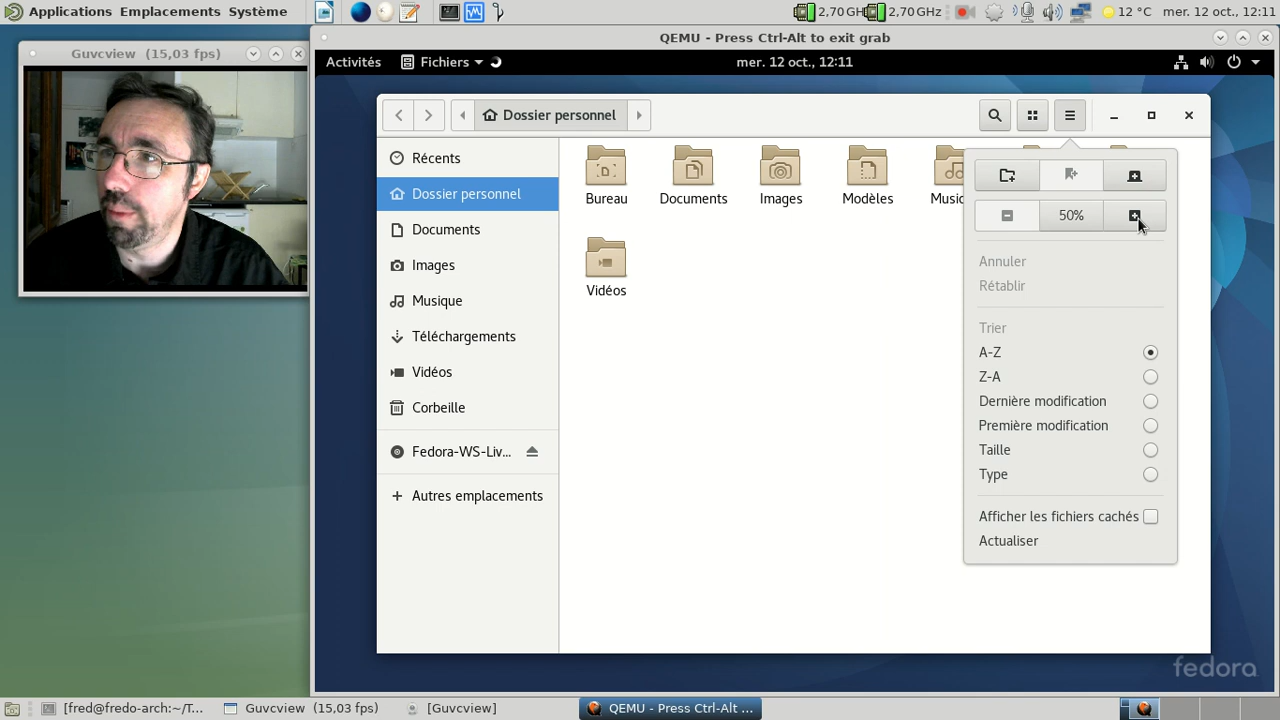 Applications Emplacements Système
2,70 GH 2,70 GHz
12 °C mer. 12 oct., 12:11
Guvcview (15,03 fps)
QEMU - Press Ctrl-Alt to exit grab
Activités Fichiers mer. 12 oct., 12:11
Dossier personnel
Récents
Dossier personnel
Documents
Images
Musique
Téléchargements
Vidéos
Corbeille
Fedora-WS-Liv...
Autres emplacements
Bureau Documents Images Modèles Music
Vidéos
50%
Annuler
Rétablir
Trier
A-Z
Z-A
Dernière modification
Première modification
Taille
Type
Afficher les fichiers cachés
Actualiser
fedora
[fred@fredo-arch:~/T... Guvcview (15,03 fps) [Guvcview] QEMU - Press Ctrl-Alt ...